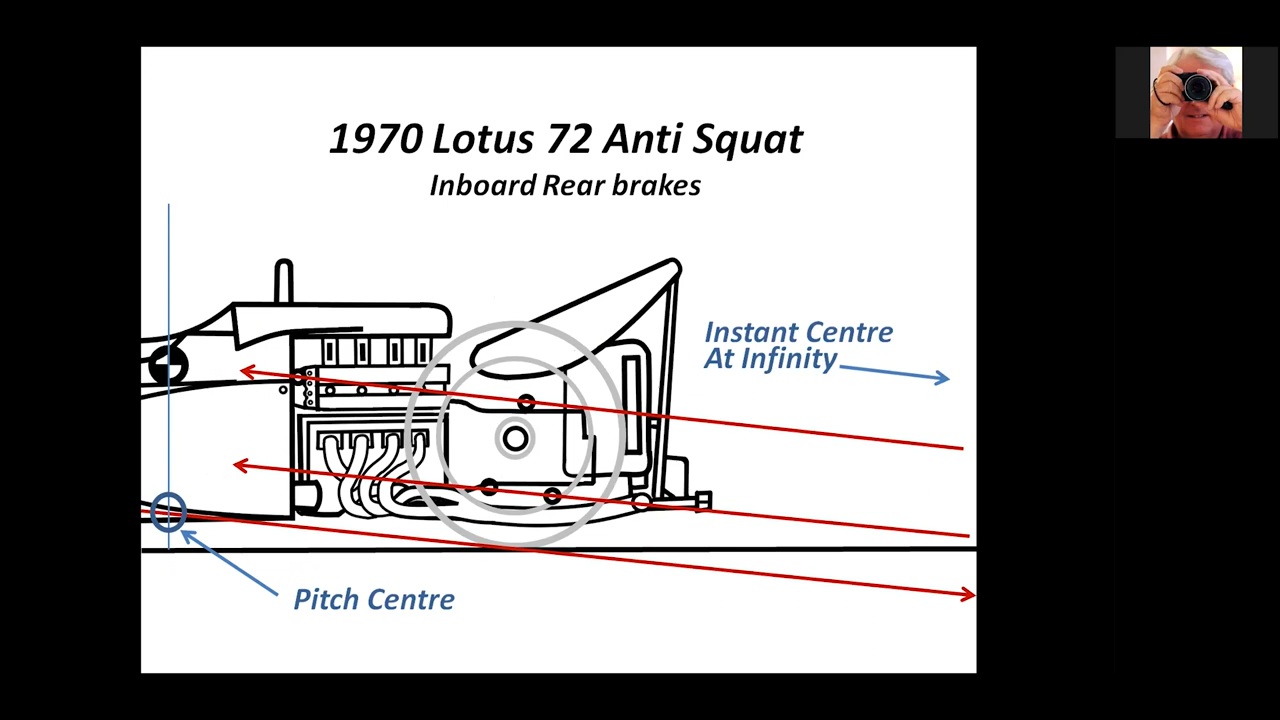 1970 Lotus 72 Anti Squat
Inboard Rear brakes
Instant Centre
At Infinity
Pitch Centre